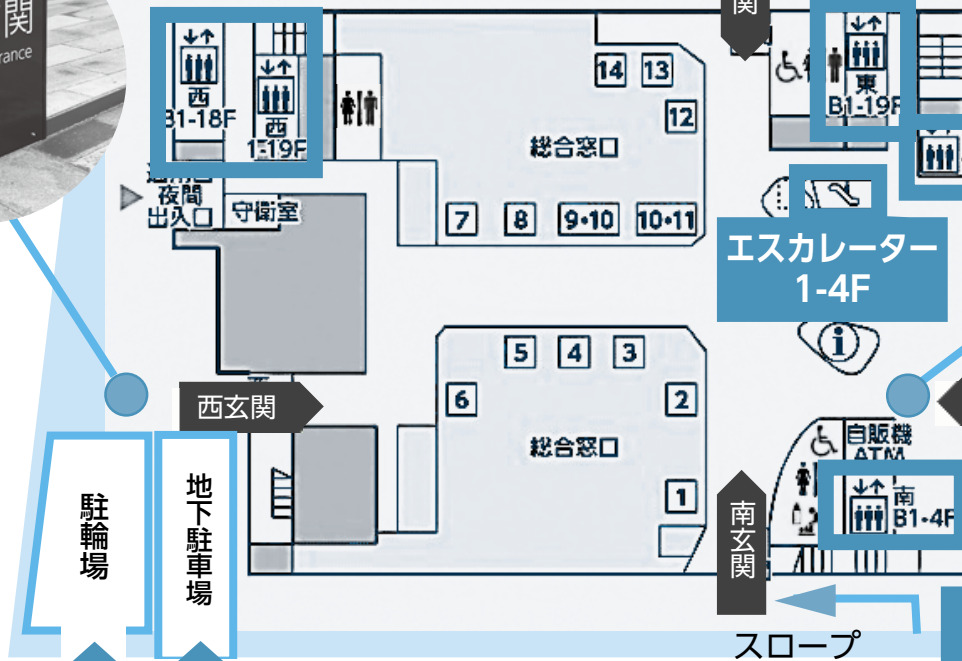 関
rance
関
西
B1-18F
西
1-19F
14
13
12
総合窓口
7
8
9•10
10•11
東
B1-19F
夜間
出入口
守衛室
エスカレーター
1-4F
5
4
3
6
2
総合窓口
1
西玄関
自販機
ATM
南
B1•4F
南玄関
駐輪場
地下駐車場
スロープ